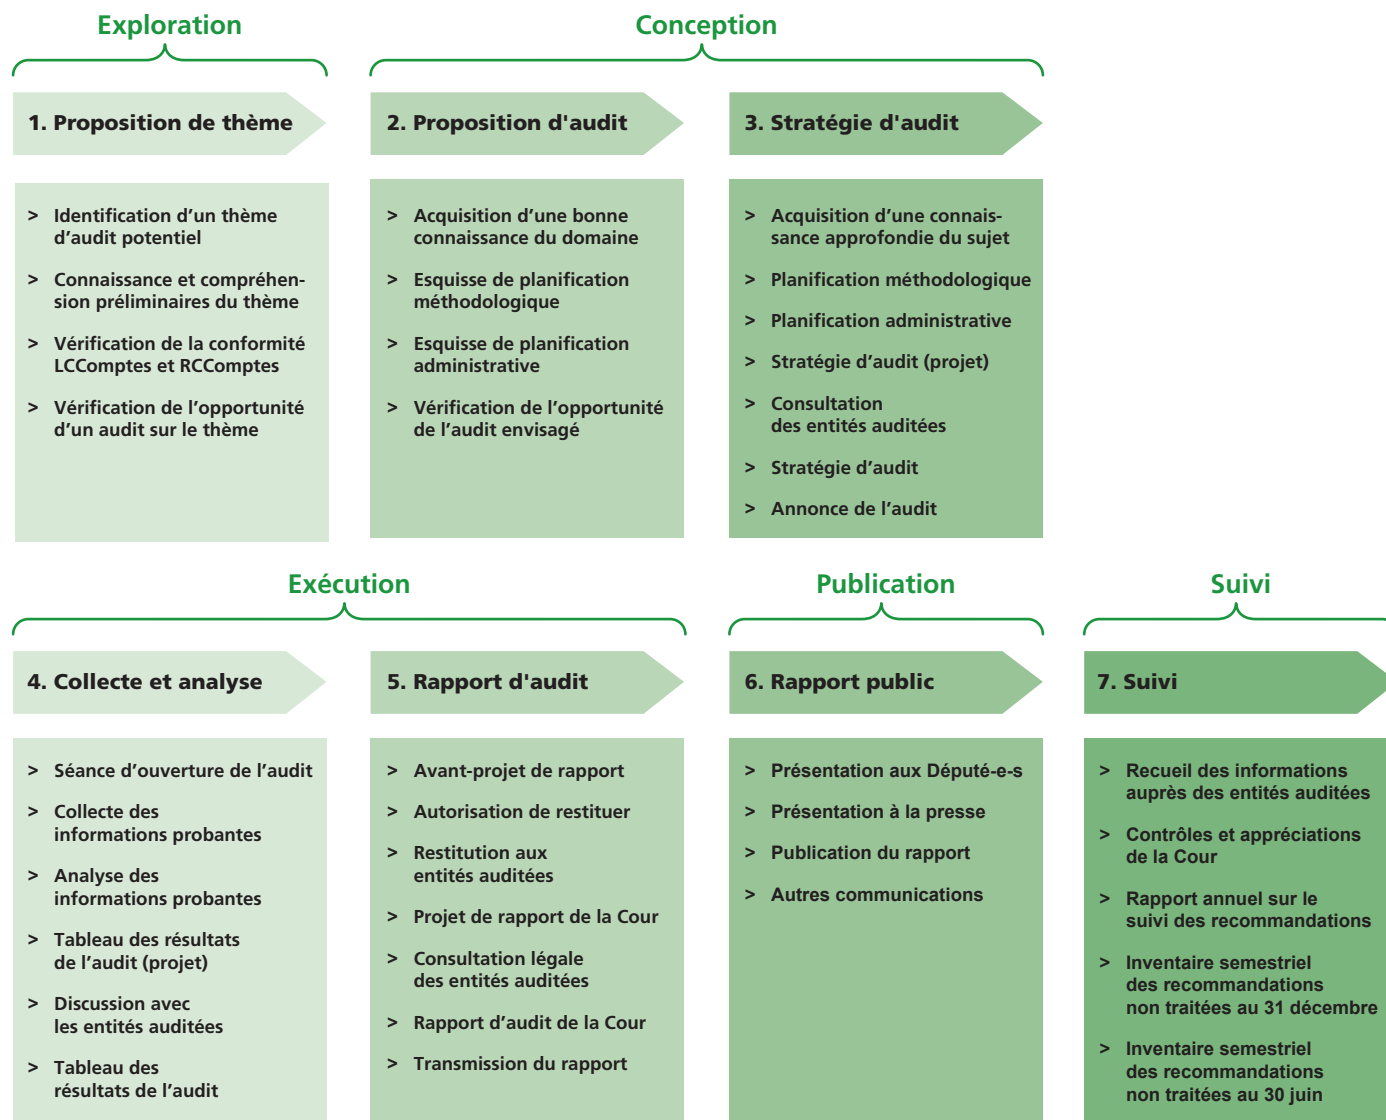 Exploration
Conception
1. Proposition de thème
2. Proposition d'audit
3. Stratégie d'audit
> Identification d’un thème
d’audit potentiel
> Connaissance et compréhen-
sion préliminaires du thème
> Vérification de la conformité
LCComptes et RCComptes
> Vérification de l’opportunité
d’un audit sur le thème
> Acquisition d’une bonne
connaissance du domaine
> Esquisse de planification
méthodologique
> Esquisse de planification
administrative
> Vérification de l’opportunité
de l’audit envisagé
> Acquisition d’une connais-
sance approfondie du sujet
> Planification méthodologique
> Planification administrative
> Stratégie d’audit (projet)
> Consultation
des entités auditées
> Stratégie d’audit
> Annonce de l’audit
Exécution
Publication
Suivi
4. Collecte et analyse
5. Rapport d'audit
6. Rapport public
7. Suivi
> Séance d’ouverture de l’audit
> Collecte des
informations probantes
> Analyse des
informations probantes
> Tableau des résultats
de l’audit (projet)
> Discussion avec
les entités auditées
> Tableau des
résultats de l’audit
> Avant-projet de rapport
> Autorisation de restituer
> Restitution aux
entités auditées
> Projet de rapport de la Cour
> Consultation légale
des entités auditées
> Rapport d’audit de la Cour
> Transmission du rapport
> Présentation aux Député-e-s
> Présentation à la presse
> Publication du rapport
> Autres communications
> Recueil des informations
auprès des entités auditées
> Contrôles et appréciations
de la Cour
> Rapport annuel sur le
suivi des recommandations
> Inventaire semestriel
des recommandations
non traitées au 31 décembre
> Inventaire semestriel
des recommandations
non traitées au 30 juin